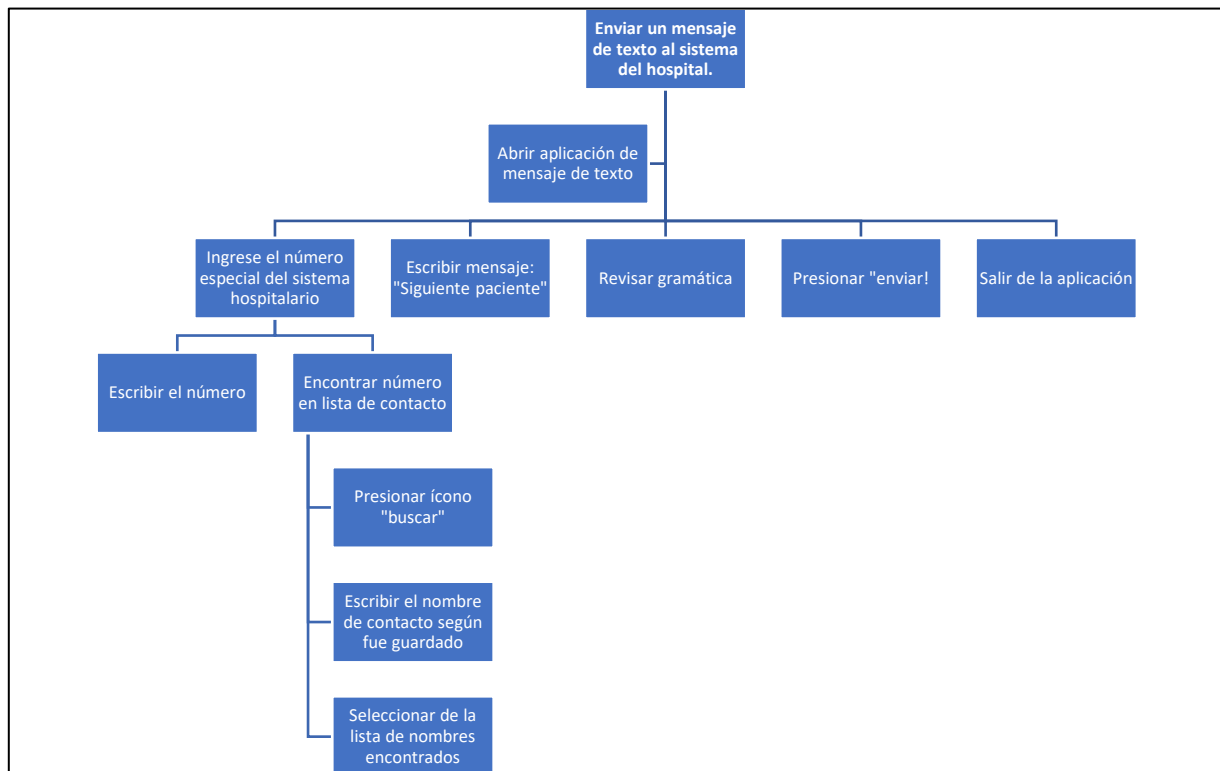 Enviar un mensaje
de texto al sistema
del hospital.
Abrir aplicación de
mensaje de texto
Ingrese el número
especial del sistema
hospitalario
Escribir mensaje:
"Siguiente paciente"
Revisar gramática
Presionar "enviar!
Salir de la aplicación
Escribir el número
Encontrar número
en lista de contacto
Presionar ícono
"buscar"
Escribir el nombre
de contacto según
fue guardado
Seleccionar de la
lista de nombres
encontrados